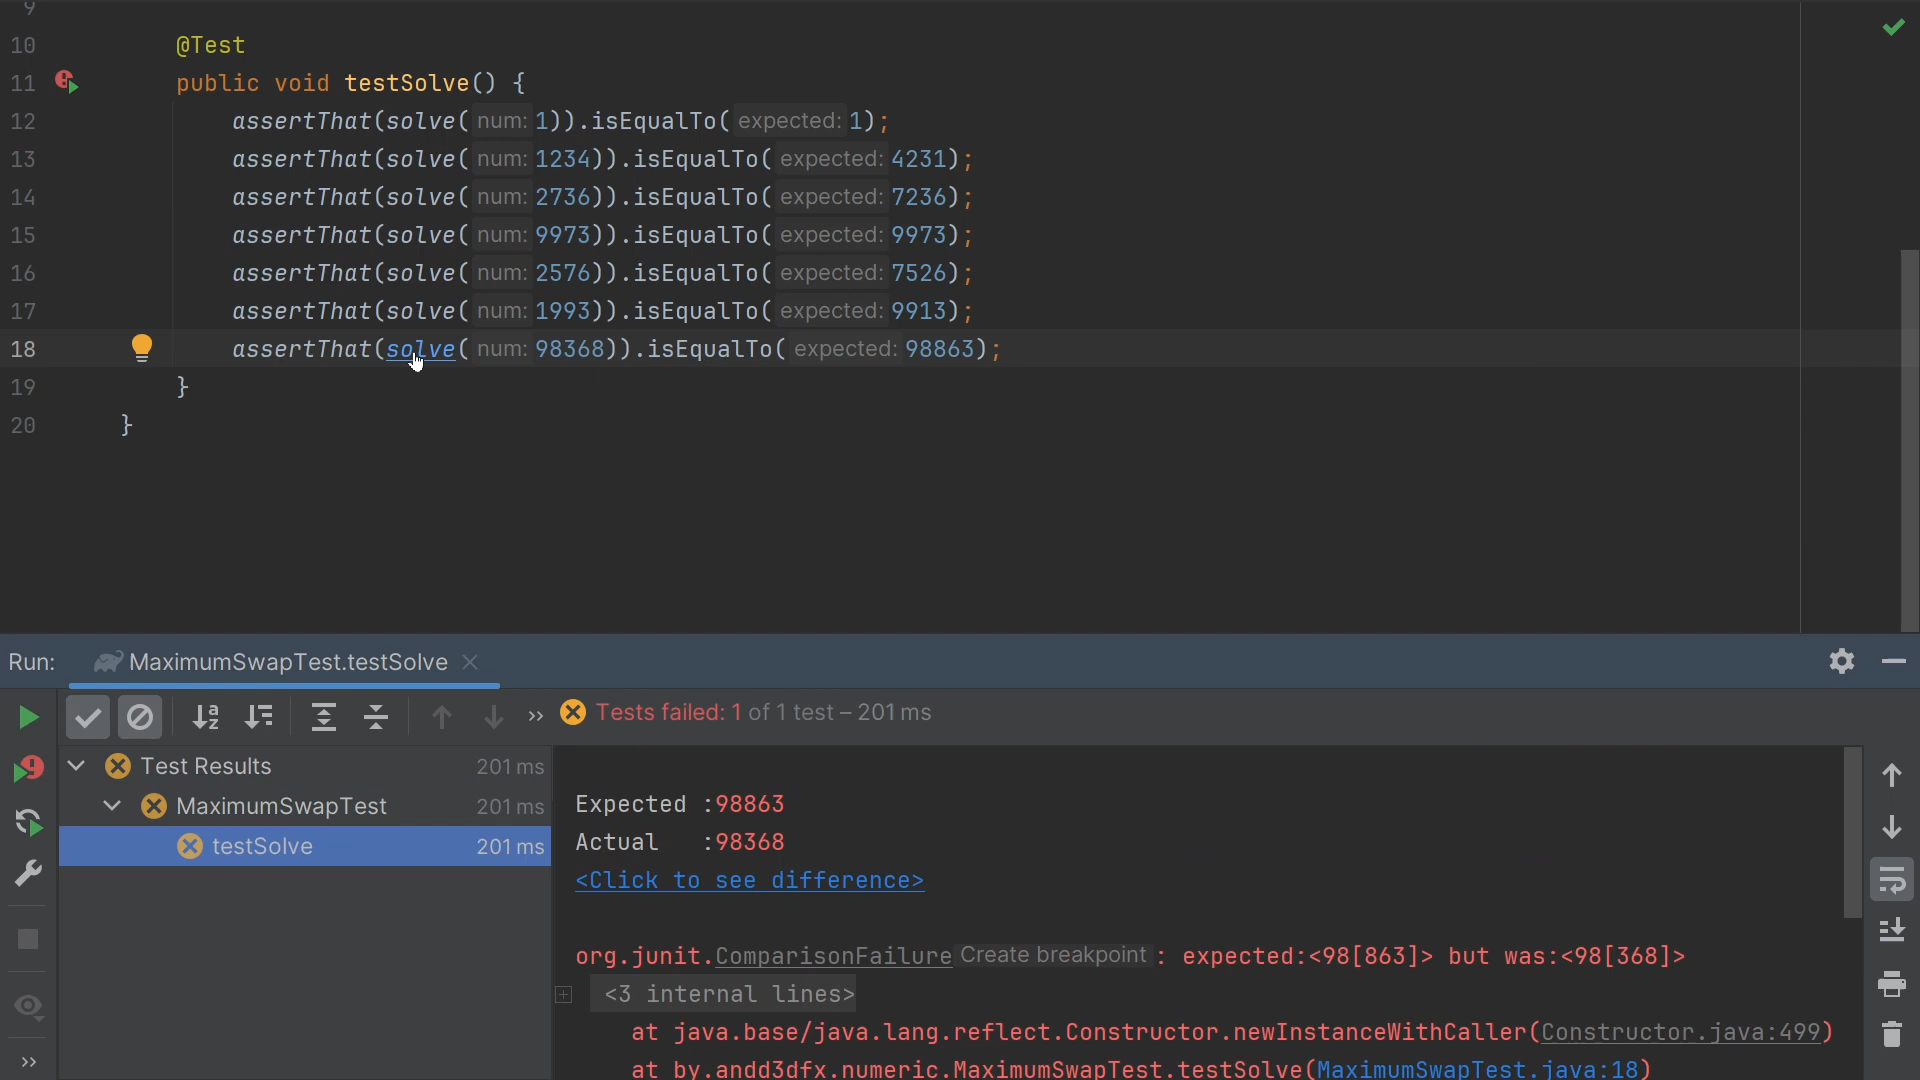 9
10 @Test
11 public void testSolve() {
12 assertThat(solve( num: 1)).isEqualTo( expected: 1);
13 assertThat(solve( num: 1234)).isEqualTo( expected: 4231);
14 assertThat(solve( num: 2736)).isEqualTo( expected: 7236);
15 assertThat(solve( num: 9973)).isEqualTo( expected: 9973);
16 assertThat(solve( num: 2576)).isEqualTo( expected: 7526);
17 assertThat(solve( num: 1993)).isEqualTo( expected: 9913);
18 assertThat(solve( num: 98368)).isEqualTo( expected: 98863);
19 }
20 }
Run: MaximumSwapTest.testSolve
Tests failed: 1 of 1 test – 201 ms
Test Results 201 ms
MaximumSwapTest 201 ms
testSolve 201 ms
Expected :98863
Actual :98368
<Click to see difference>
org.junit.ComparisonFailure Create breakpoint : expected:<98[863]> but was:<98[368]>
<3 internal lines>
at java.base/java.lang.reflect.Constructor.newInstanceWithCaller(Constructor.java:499)
at by.andd3dfx.numeric.MaximumSwapTest.testSolve(MaximumSwapTest.java:18)